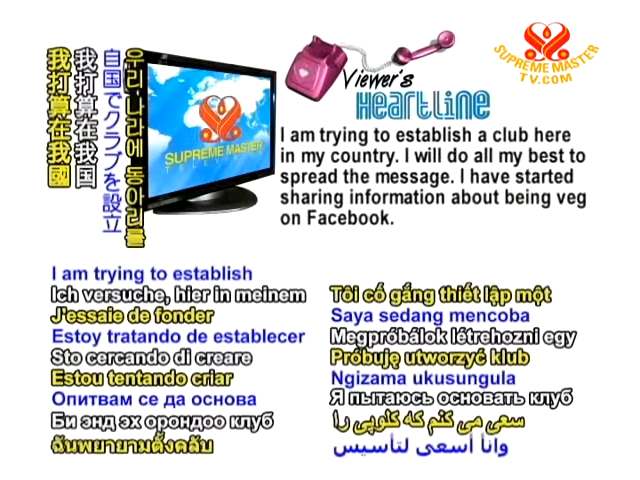 我打算在我國
我打算在我国
自国でクラブを設立
우리 나라에 동아리를
SUPREME MASTER
TELEVISION
Viewer's
Heartline
SUPREME MASTER
TV.COM
I am trying to establish a club here
in my country. I will do all my best to
spread the message. I have started
sharing information about being veg
on Facebook.
I am trying to establish
Ich versuche, hier in meinem
J'essaie de fonder
Estoy tratando de establecer
Sto cercando di creare
Estou tentando criar
Опитвам се да основа
Би энд эх орондоо клуб
ฉันพยายามตั้งคลับ
Tôi cố gắng thiết lập một
Saya sedang mencoba
Megpróbálok létrehozni egy
Próbuję utworzyć klub
Ngizama ukusungula
Я пытаюсь основать клуб
سعی می کنم که کلوپی را
وانا أسعى لتأسيس